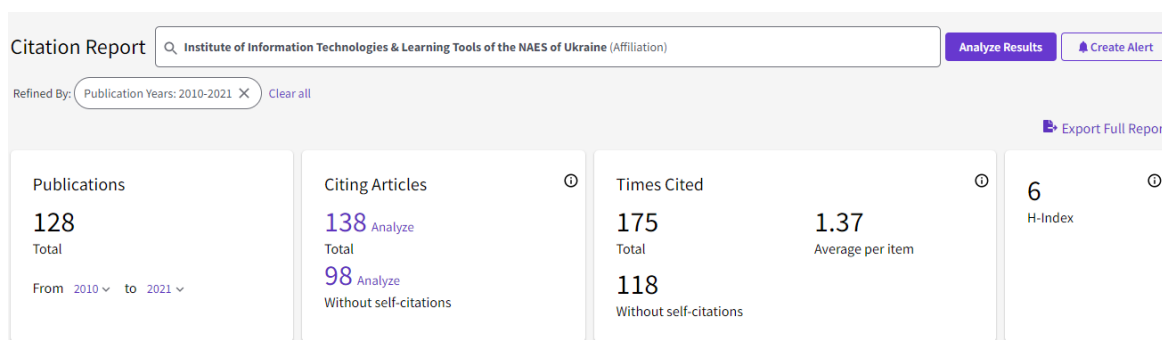 Citation Report
Institute of Information Technologies & Learning Tools of the NAES of Ukraine (Affiliation)
Analyze Results
Create Alert
Refined By: Publication Years: 2010-2021 Clear all
Export Full Repor
Publications
128
Total
From 2010 to 2021
Citing Articles
138 Analyze
Total
98 Analyze
Without self-citations
Times Cited
175
Total
1.37
Average per item
118
Without self-citations
6
H-Index